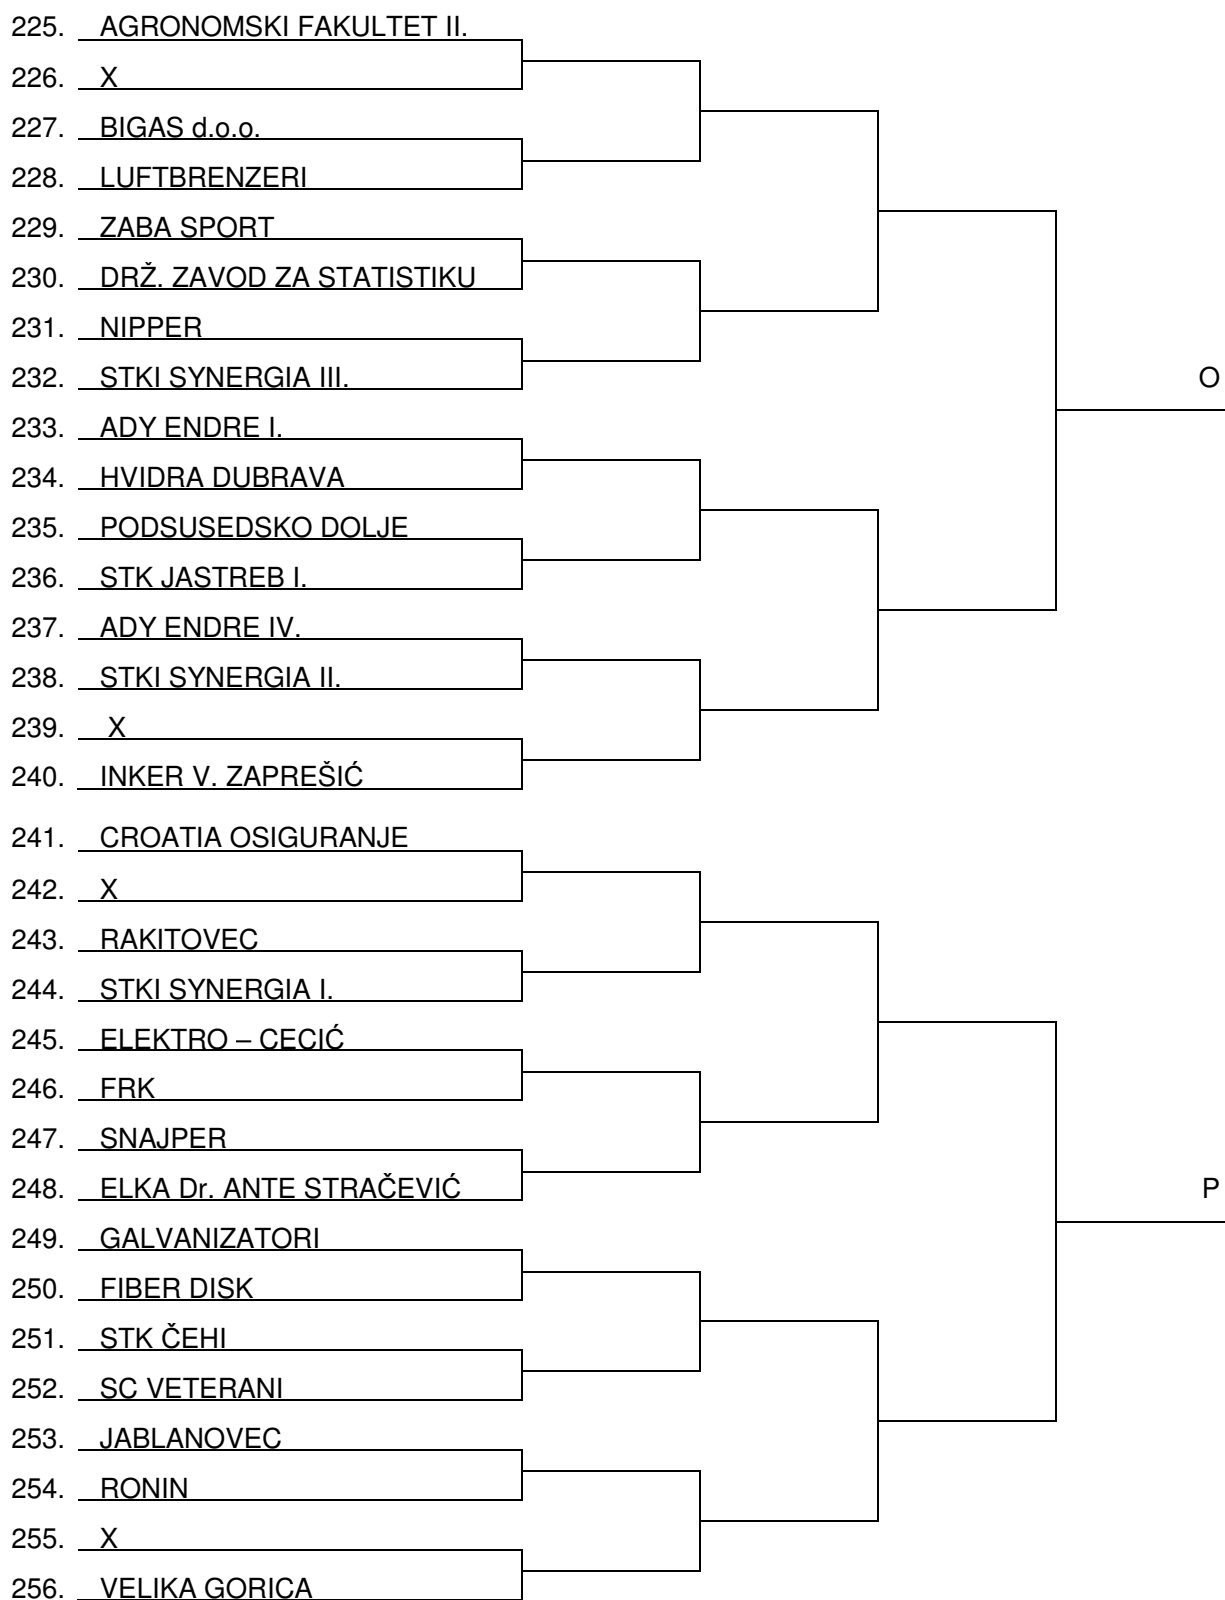 225. AGRONOMSKI FAKULTET II.
226. X
227. BIGAS d.o.o.
228. LUFTBRENZERI
229. ZABA SPORT
230. DRŽ. ZAVOD ZA STATISTIKU
231. NIPPER
232. STKI SYNERGIA III.
O
233. ADY ENDRE I.
234. HVIDRA DUBRAVA
235. PODSUSEDSKO DOLJE
236. STK JASTREB I.
237. ADY ENDRE IV.
238. STKI SYNERGIA II.
239. X
240. INKER V. ZAPREŠIĆ
241. CROATIA OSIGURANJE
242. X
243. RAKITOVEC
244. STKI SYNERGIA I.
245. ELEKTRO – CECIĆ
246. FRK
247. SNAJPER
248. ELKA Dr. ANTE STRAČEVIĆ
P
249. GALVANIZATORI
250. FIBER DISK
251. STK ČEHI
252. SC VETERANI
253. JABLANOVEC
254. RONIN
255. X
256. VELIKA GORICA